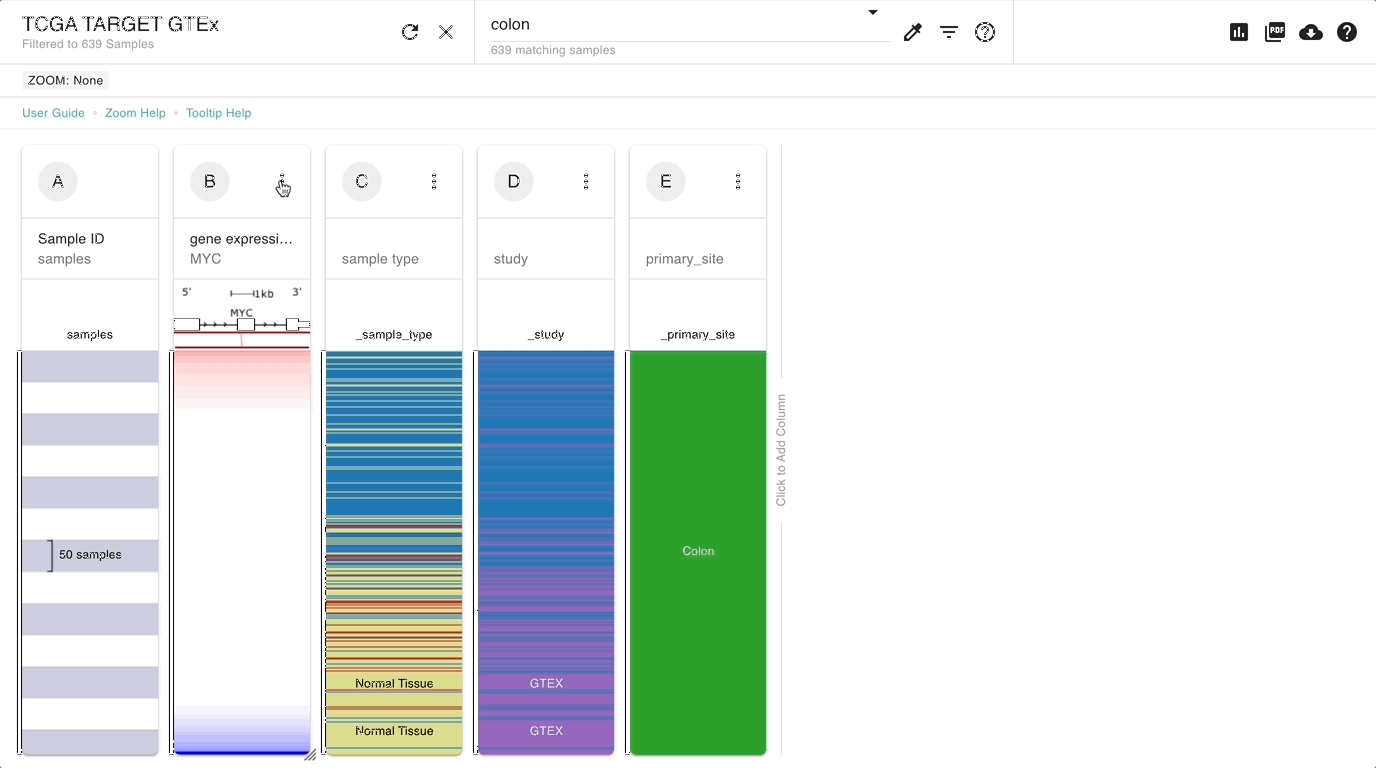 TCGA TARGET GTEx
Filtered to 639 Samples
colon
639 matching samples
PDF
ZOOM: None
User Guide • Zoom Help • Tooltip Help
A
B
C
D
E
Sample ID
samples
gene expressi...
MYC
sample type
study
primary_site
5' 1kb 3'
MYC
samples
_sample_type
_study
_primary_site
50 samples
Normal Tissue
Normal Tissue
GTEX
GTEX
Colon
Click to Add Column